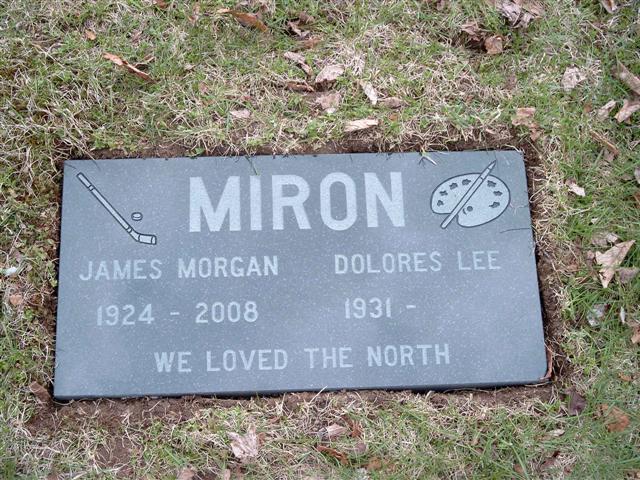 MIRON
JAMES MORGAN DOLORES LEE
1924 - 2008 1931 -
WE LOVED THE NORTH